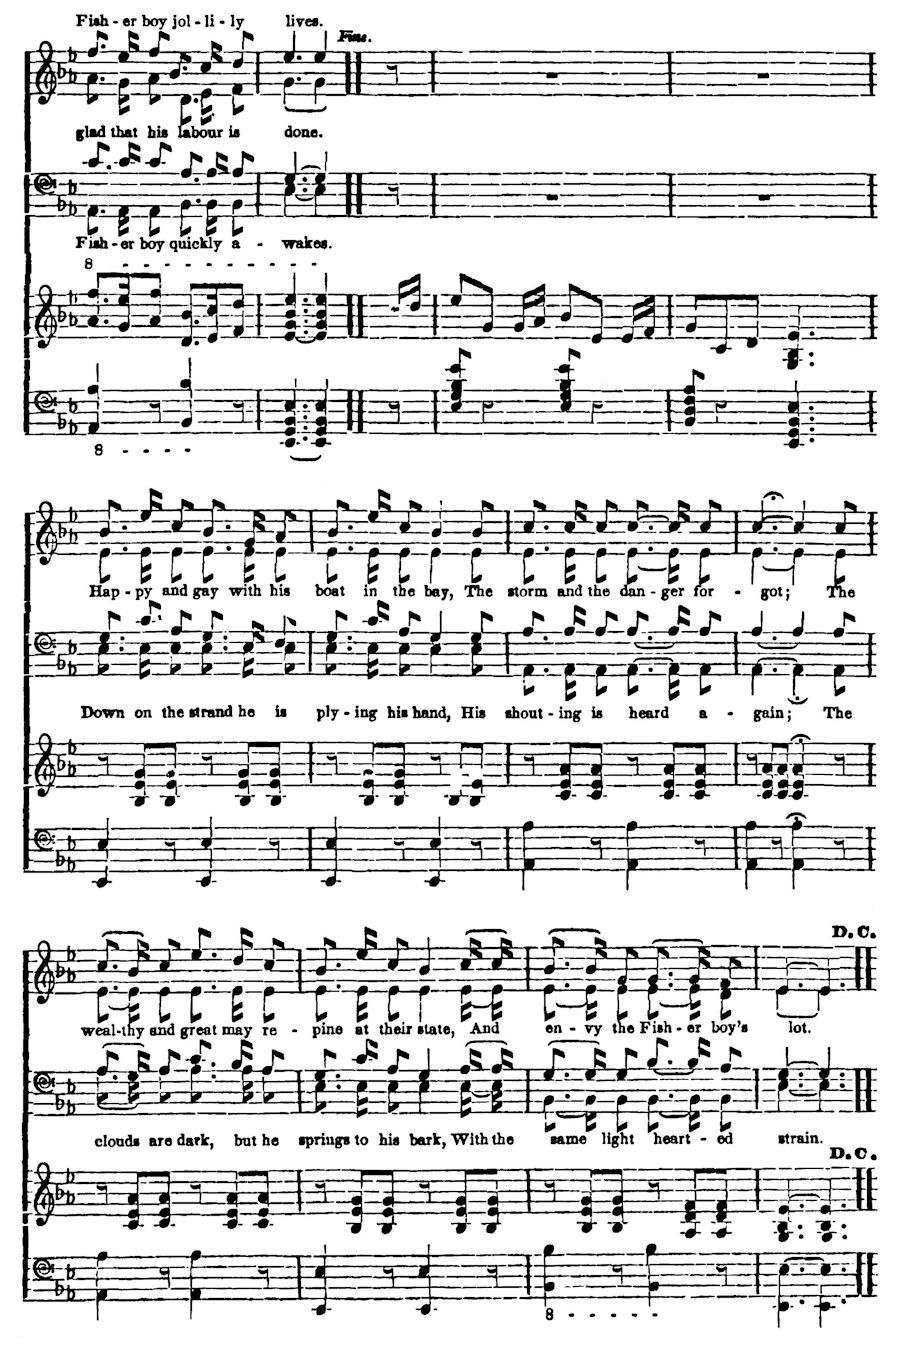 Fish - er boy jol - li - ly lives.
Fine.
glad that his labour is done.
Fish - er boy quickly a - wakes.
8
8
Hap - py and gay with his boat in the bay, The storm and the dan - ger for - got; The
Down on the strand he is ply - ing his hand, His shout - ing is heard a - gain; The
D. C.
weal - thy and great may re - pine at their state, And en - vy the Fish - er boy's lot.
clouds are dark, but he springs to his bark, With the same light heart - ed strain.
D. C.
8